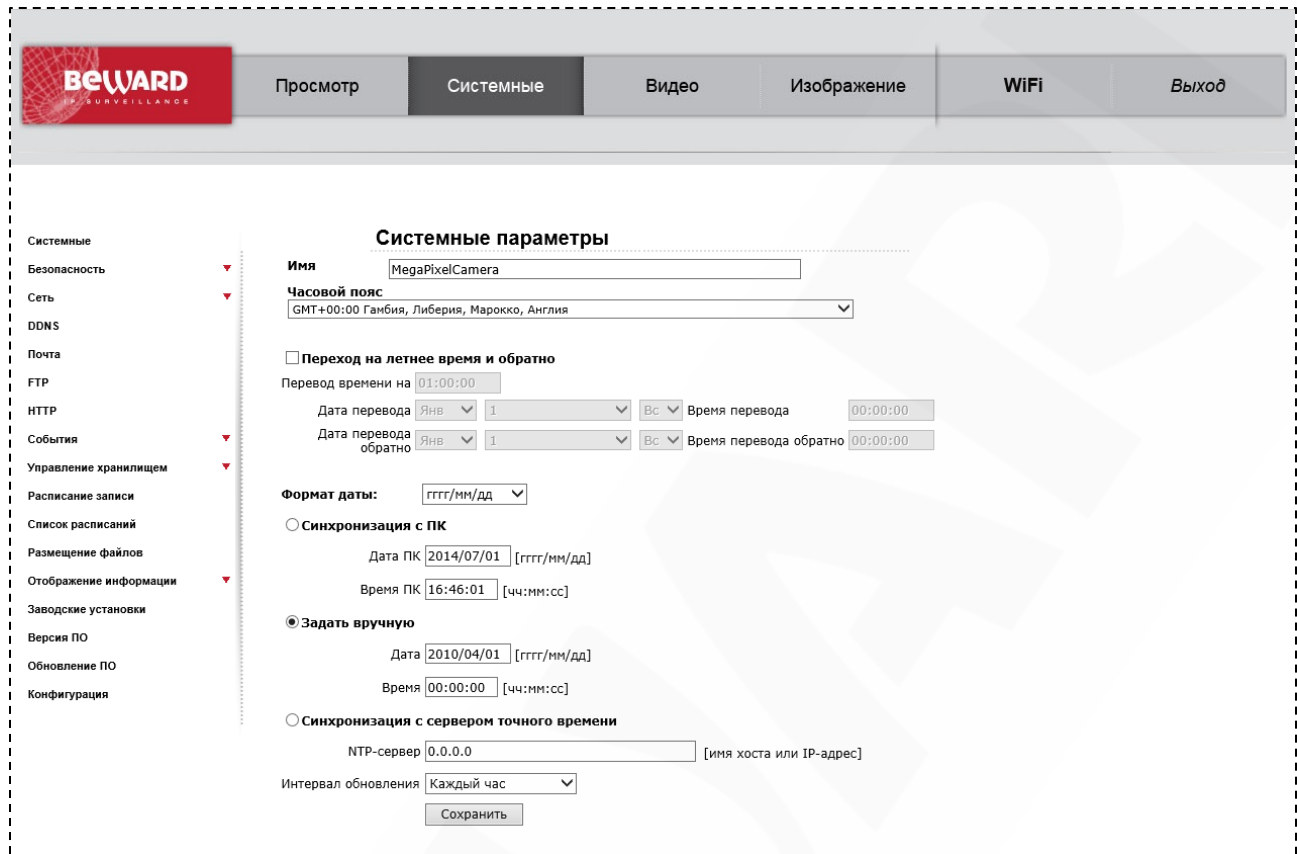 BEWARD
IP SURVEILLANCE
Просмотр Системные Видео Изображение WiFi Выход
Системные
Безопасность
Сеть
DDNS
Почта
FTP
HTTP
События
Управление хранилищем
Расписание записи
Список расписаний
Размещение файлов
Отображение информации
Заводские установки
Версия ПО
Обновление ПО
Конфигурация
Системные параметры
Имя MegaPixelCamera
Часовой пояс
GMT+00:00 Гамбия, Либерия, Марокко, Англия
Переход на летнее время и обратно
Перевод времени на 01:00:00
Дата перевода Янв 1 Вс Время перевода 00:00:00
Дата перевода обратно Янв 1 Вс Время перевода обратно 00:00:00
Формат даты: гггг/мм/дд
Синхронизация с ПК
Дата ПК 2014/07/01 [гггг/мм/дд]
Время ПК 16:46:01 [чч:мм:сс]
Задать вручную
Дата 2010/04/01 [гггг/мм/дд]
Время 00:00:00 [чч:мм:сс]
Синхронизация с сервером точного времени
NTP-сервер 0.0.0.0 [имя хоста или IP-адрес]
Интервал обновления Каждый час
Сохранить